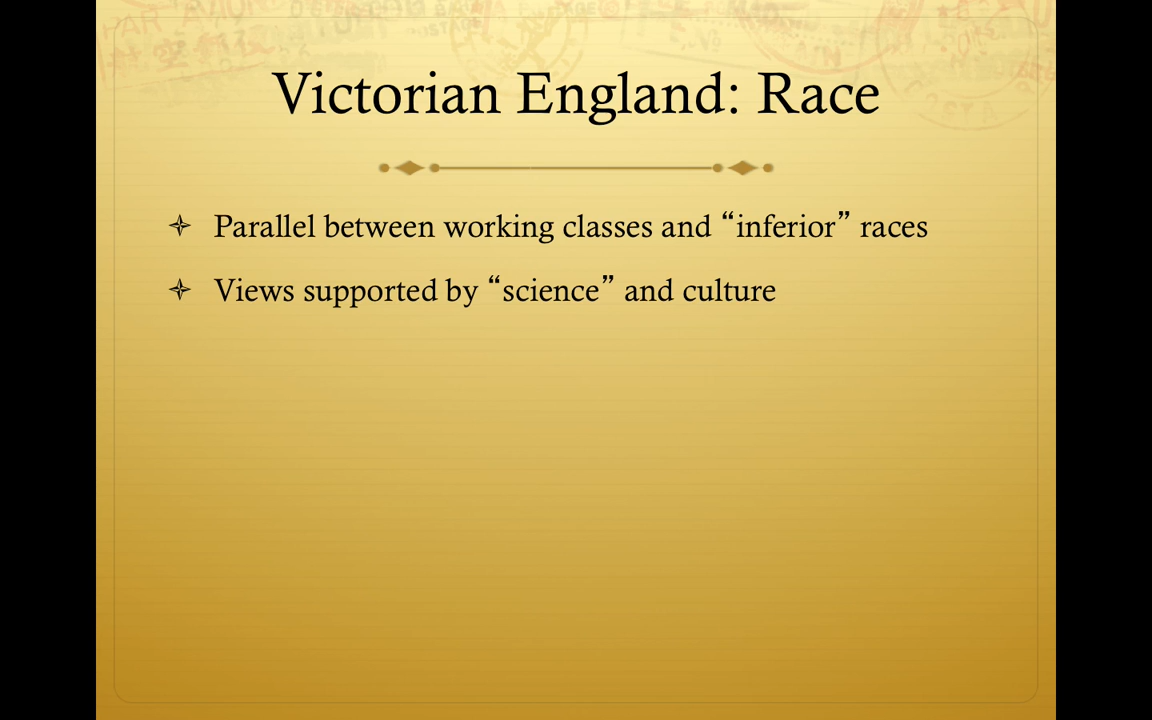 Victorian England: Race
Parallel between working classes and “inferior” races
Views supported by “science” and culture